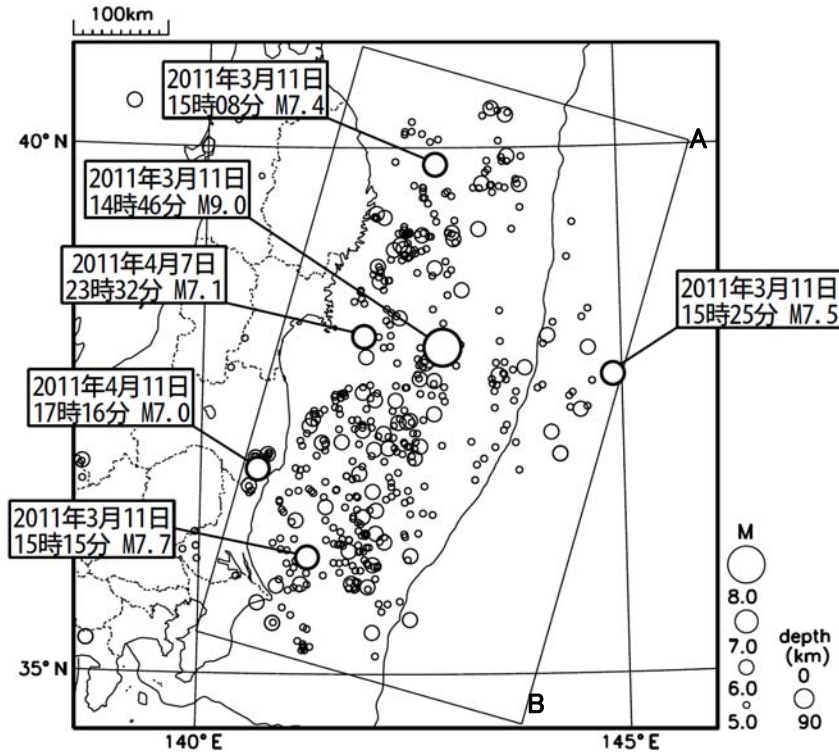 100km
2011年3月11日
15時08分 M7.4
A
40°N
2011年3月11日
14時46分 M9.0
2011年4月7日
23時32分 M7.1
2011年3月11日
15時25分 M7.5
2011年4月11日
17時16分 M7.0
2011年3月11日
15時15分 M7.7
M
8.0
7.0
6.0
5.0
depth
(km)
0
90
35°N
B
140°E
145°E